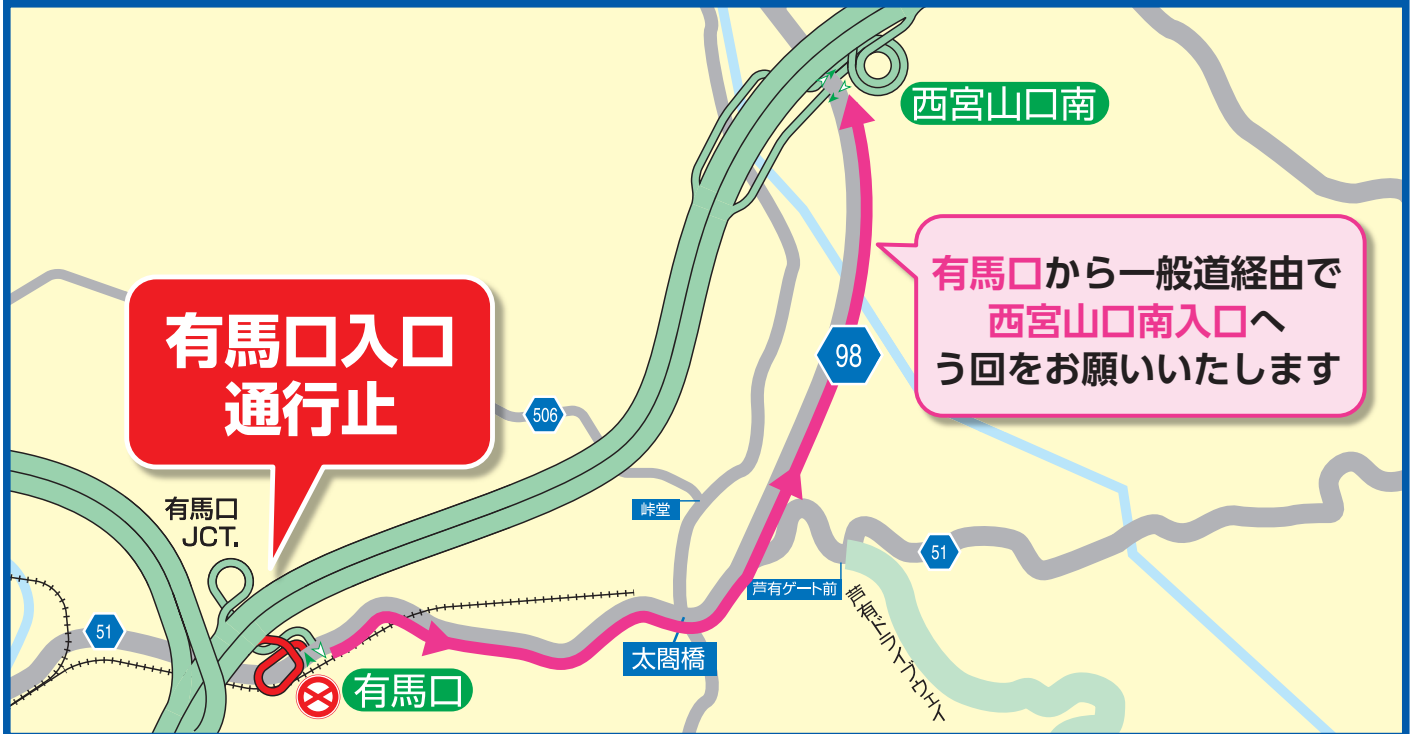 西宮山口南
有馬口から一般道経由で
西宮山口南入口へ
う回をお願いいたします
有馬口入口
通行止
98
506
峠堂
有馬口
JCT.
51
芦有ゲート前
芦有ドライブウェイ
51
太閤橋
有馬口